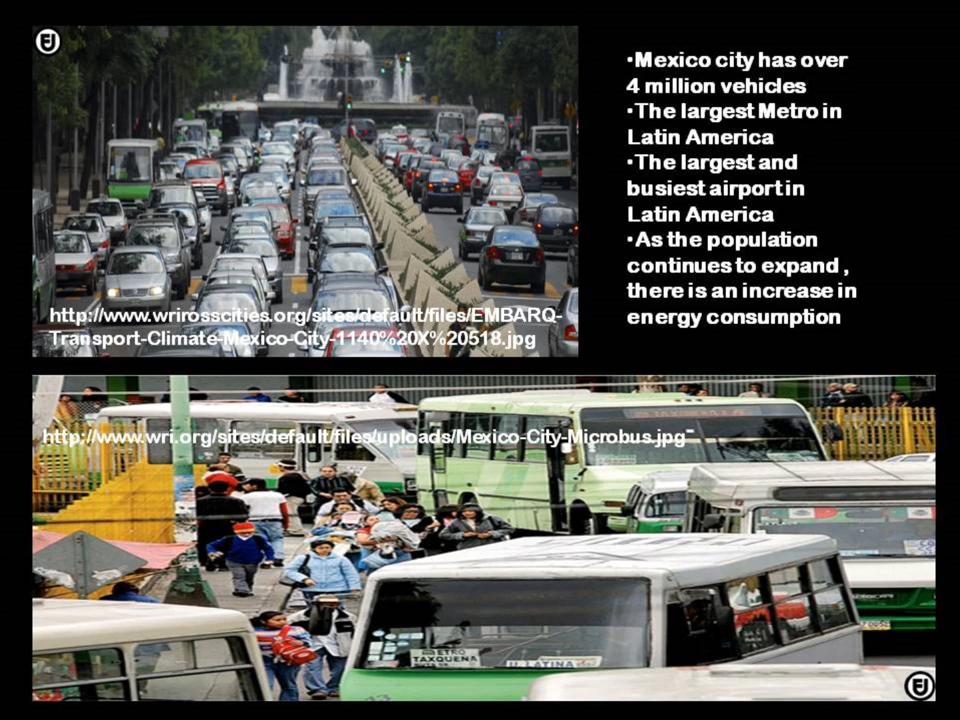 EJ
•Mexico city has over
4 million vehicles
•The largest Metro in
Latin America
•The largest and
busiest airport in
Latin America
•As the population
continues to expand ,
there is an increase in
energy consumption
http://www.wrirosscities.org/sites/default/files/EMBARQ-
Transport-Climate-Mexico-City-1140%20X%20518.jpg
http://www.wri.org/sites/default/files/uploads/Mexico-City-Microbus.jpg
METRO
TAXQUEÑA
U. LATINA
EJ